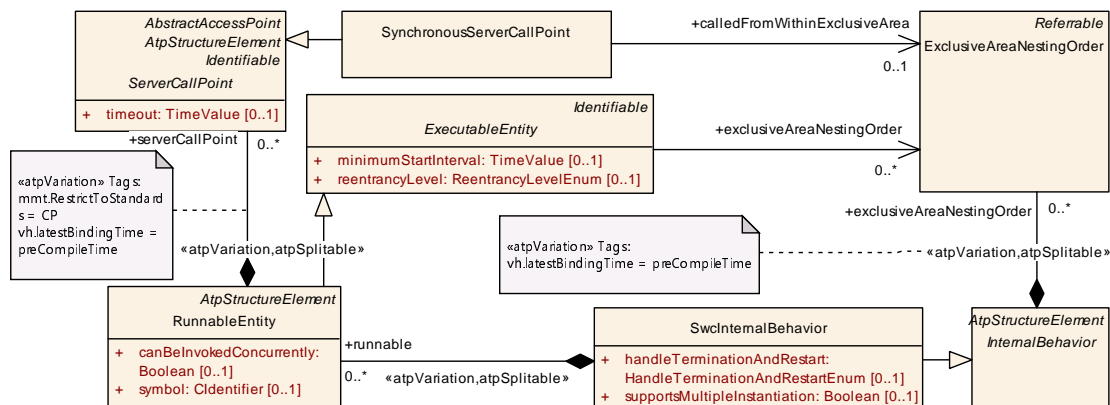 AbstractAccessPoint
AtpStructureElement
Identifiable
ServerCallPoint
+ timeout: TimeValue [0..1]
SynchronousServerCallPoint
+calledFromWithinExclusiveArea
0..1
Referrable
ExclusiveAreaNestingOrder
Identifiable
ExecutableEntity
+ minimumStartInterval: TimeValue [0..1]
+ reentrancyLevel: ReentrancyLevelEnum [0..1]
+exclusiveAreaNestingOrder
0..*
+serverCallPoint
0..*
«atpVariation» Tags:
mmt.RestrictToStandard
s = CP
vh.latestBindingTime =
preCompileTime
«atpVariation,atpSplitable»
+exclusiveAreaNestingOrder
0..*
«atpVariation» Tags:
vh.latestBindingTime = preCompileTime
«atpVariation,atpSplitable»
AtpStructureElement
RunnableEntity
+ canBeInvokedConcurrently:
Boolean [0..1]
+ symbol: CIdentifier [0..1]
+runnable
0..*
«atpVariation,atpSplitable»
SwcInternalBehavior
+ handleTerminationAndRestart:
HandleTerminationAndRestartEnum [0..1]
+ supportsMultipleInstantiation: Boolean [0..1]
AtpStructureElement
InternalBehavior